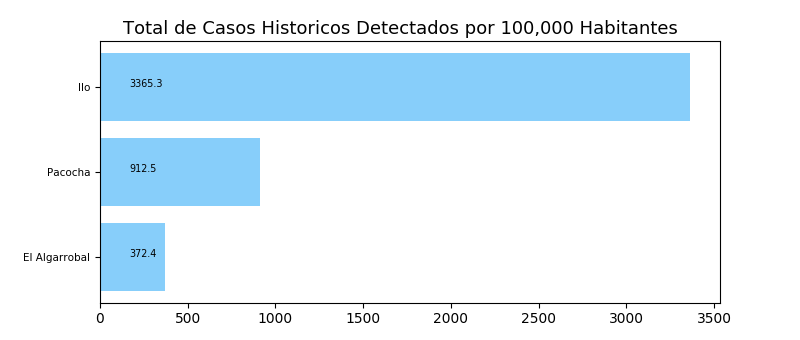 Total de Casos Historicos Detectados por 100,000 Habitantes
Ilo
3365.3
Pacocha
912.5
El Algarrobal
372.4
0 500 1000 1500 2000 2500 3000 3500